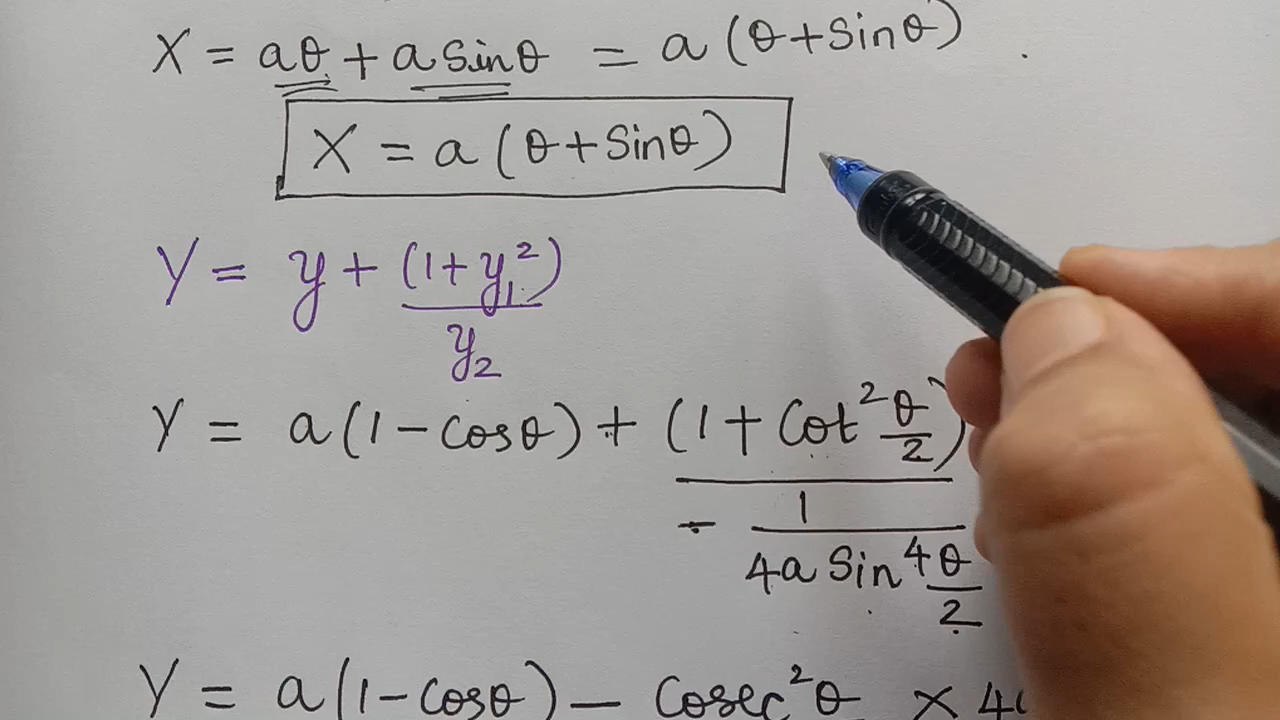 X = aθ + a Sinθ = a (θ+Sinθ)
X = a (θ+Sinθ)
Y = y + (1+y₁²) / y₂
Y = a(1-Cosθ) + (1+Cot² θ/2) / - 1 / 4a Sin⁴ θ/2
Y = a(1-Cosθ) - Cosec² θ × 4